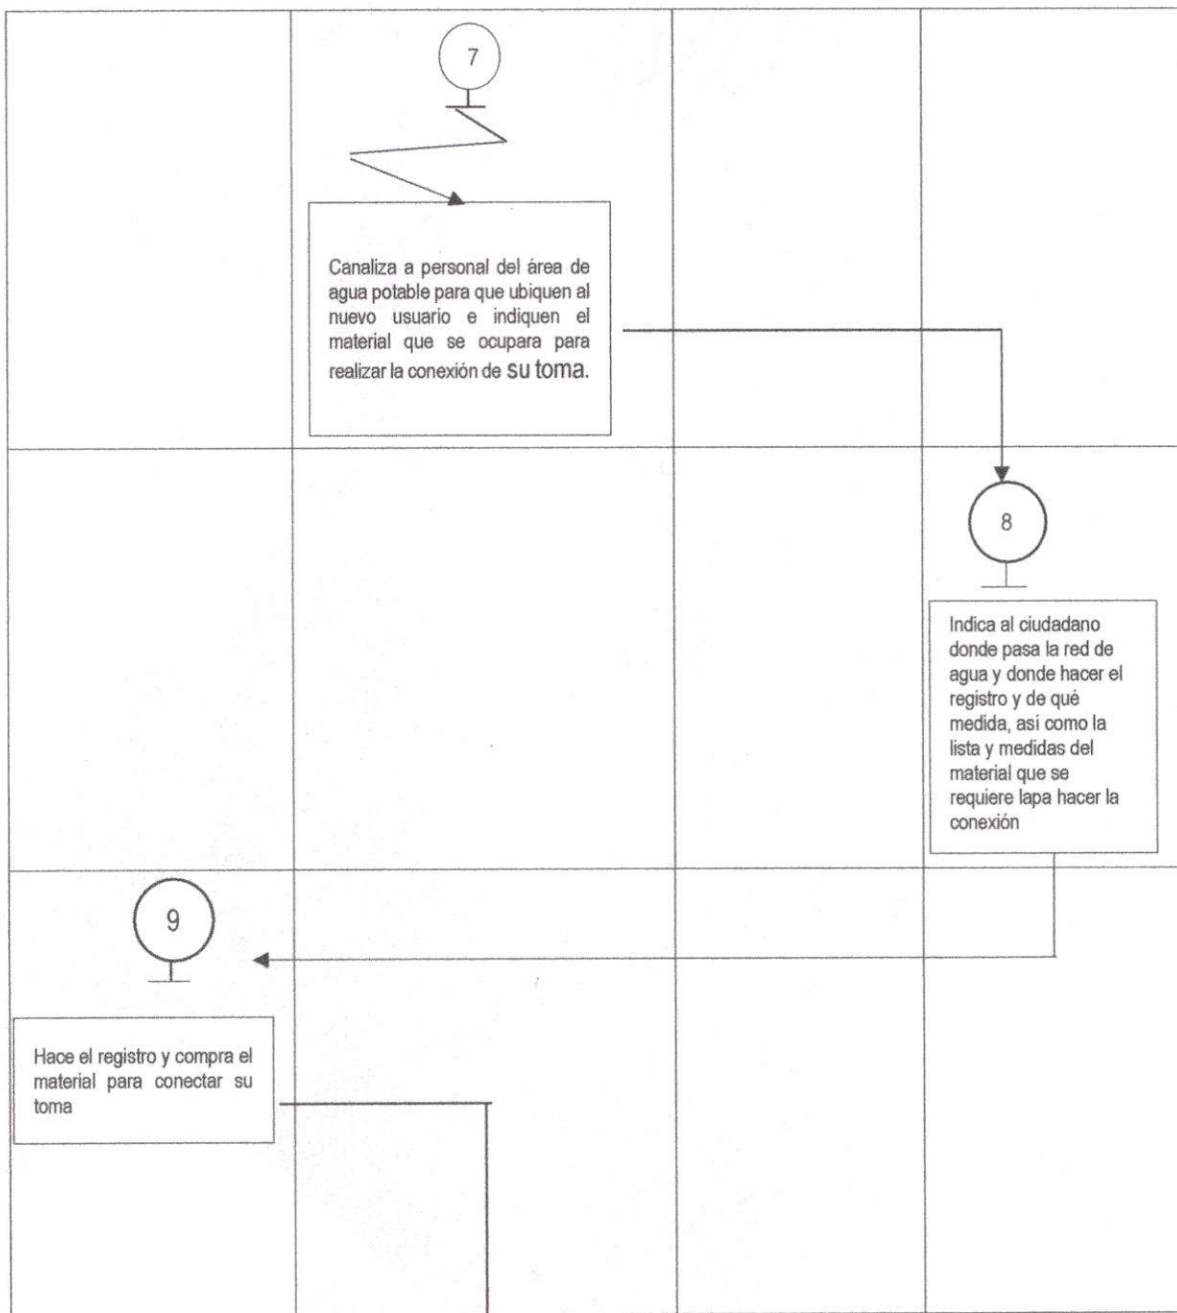 7
Canaliza a personal del área de
agua potable para que ubiquen al
nuevo usuario e indiquen el
material que se ocupara para
realizar la conexión de su toma.
8
Indica al ciudadano
donde pasa la red de
agua y donde hacer el
registro y de qué
medida, así como la
lista y medidas del
material que se
requiere lapa hacer la
conexión
9
Hace el registro y compra el
material para conectar su
toma